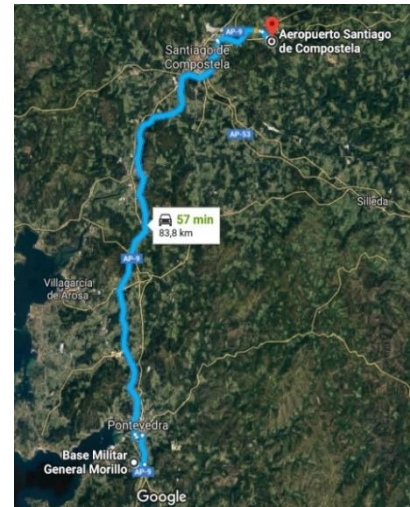 AP-9
Aeropuerto Santiago
de Compostela
Santiago de
Compostela
AP-53
Silleda
57 min
83,8 km
AP-9
Villagarcía
de Arosa
Pontevedra
Base Militar
General Morillo
AP-9
Google